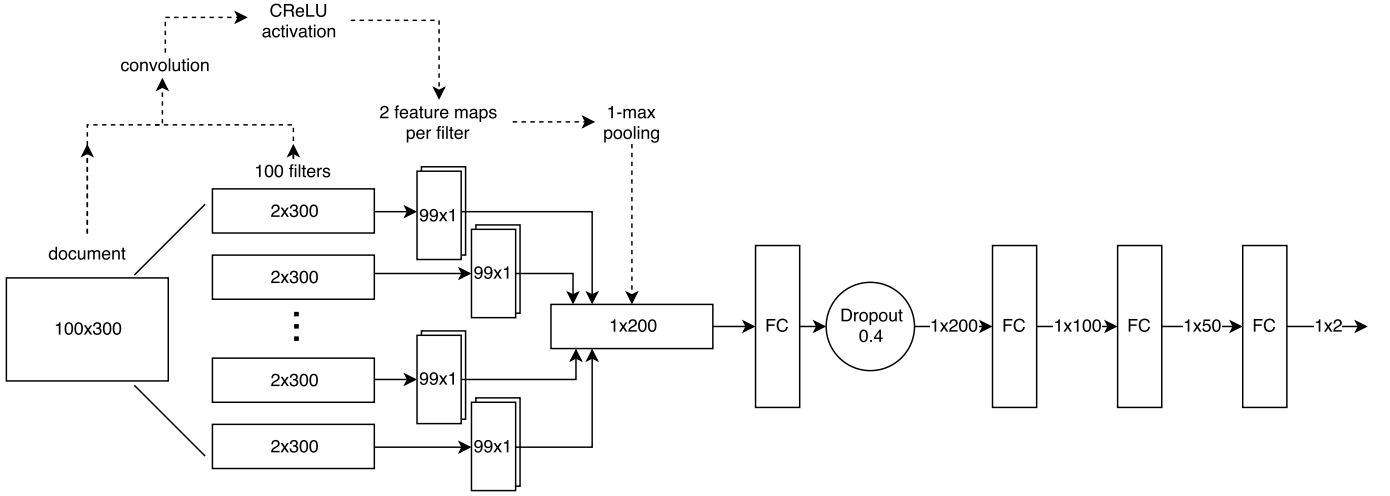 CReLU
activation
convolution
2 feature maps
per filter
1-max
pooling
100 filters
document
2x300
99x1
2x300
99x1
100x300
1x200
FC
Dropout
0.4
1x200
FC
1x100
FC
1x50
FC
1x2
2x300
99x1
2x300
99x1